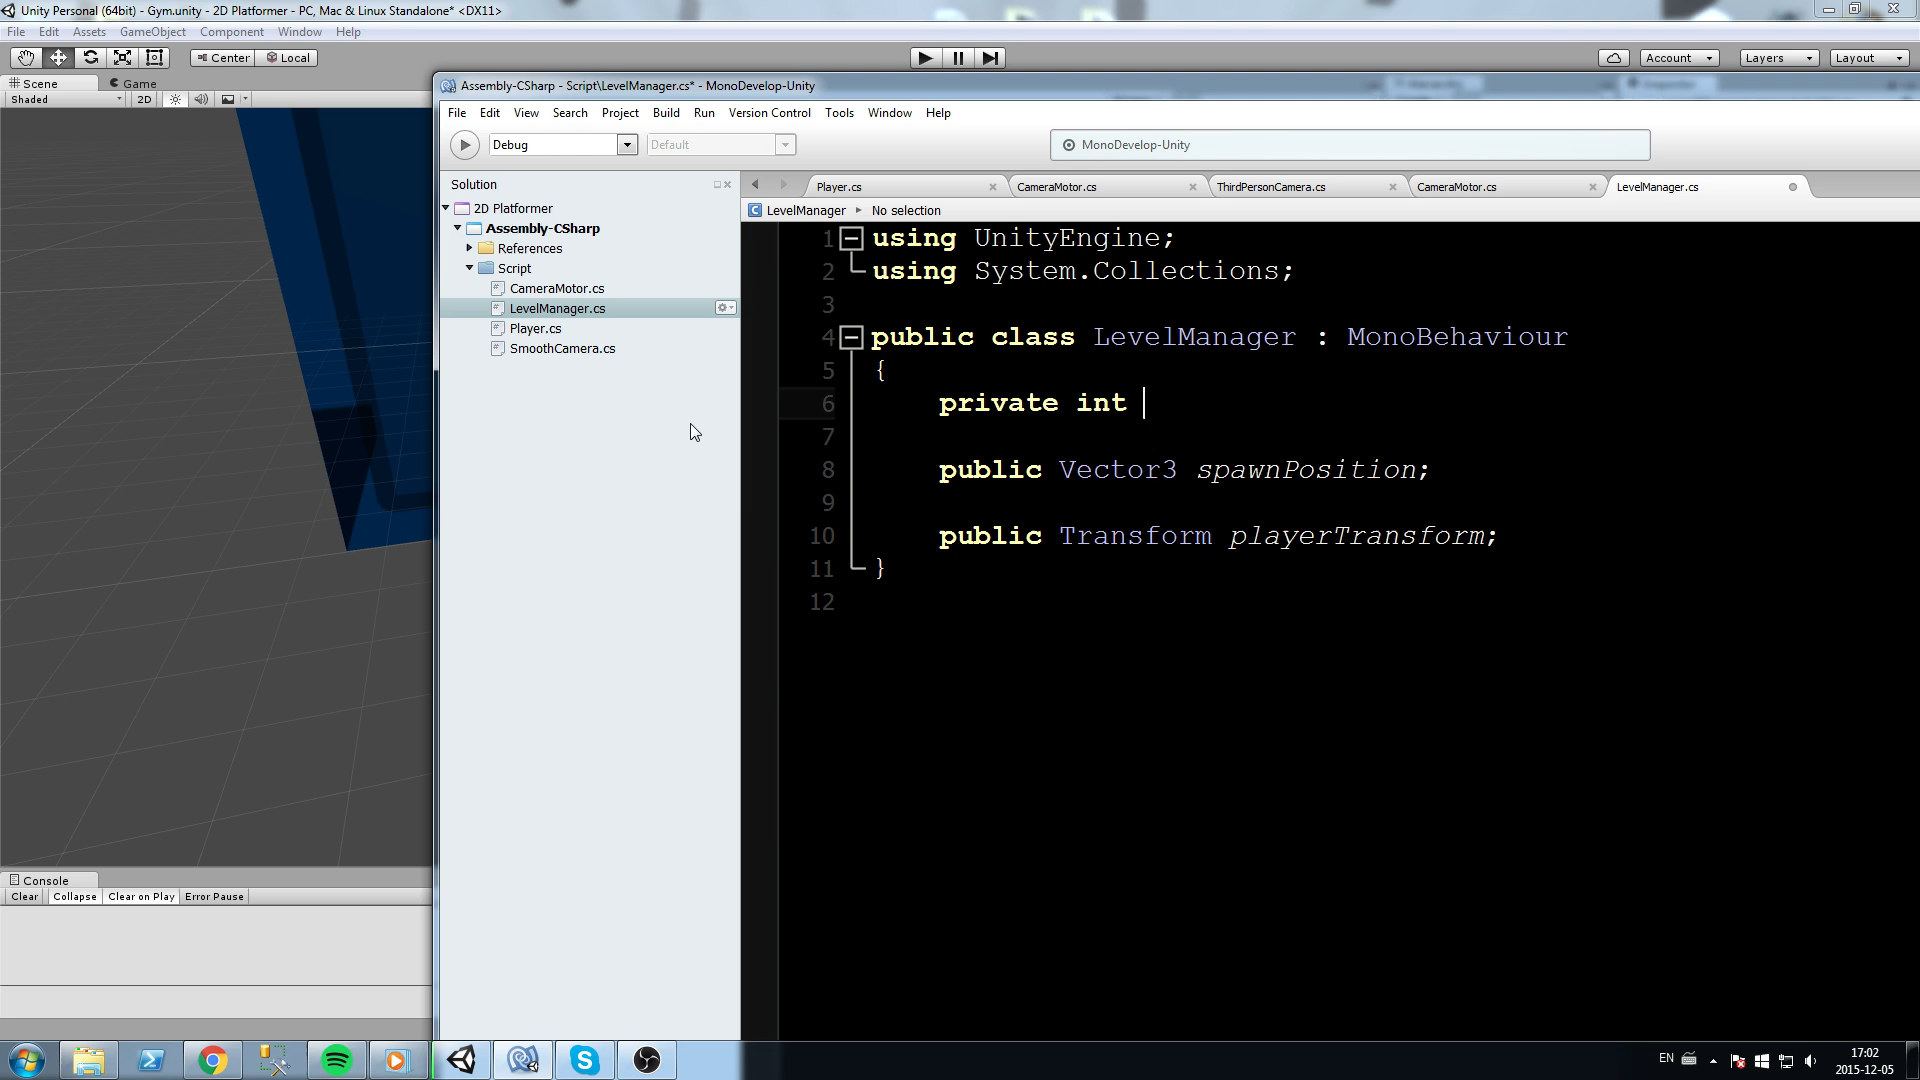 Unity Personal (64bit) - Gym.unity - 2D Platformer - PC, Mac & Linux Standalone* <DX11>
File Edit Assets GameObject Component Window Help
Center Local Account Layers Layout
Scene Game
Shaded 2D
Assembly-CSharp - Script\LevelManager.cs* - MonoDevelop-Unity
File Edit View Search Project Build Run Version Control Tools Window Help
Debug Default MonoDevelop-Unity
Solution
Player.cs CameraMotor.cs ThirdPersonCamera.cs CameraMotor.cs LevelManager.cs
LevelManager No selection
2D Platformer
Assembly-CSharp
References
Script
CameraMotor.cs
LevelManager.cs
Player.cs
SmoothCamera.cs
1 using UnityEngine;
2 using System.Collections;
3
4 public class LevelManager : MonoBehaviour
5 {
6 private int
7
8 public Vector3 spawnPosition;
9
10 public Transform playerTransform;
11 }
12
Console
Clear Collapse Clear on Play Error Pause
EN
17:02
2015-12-05